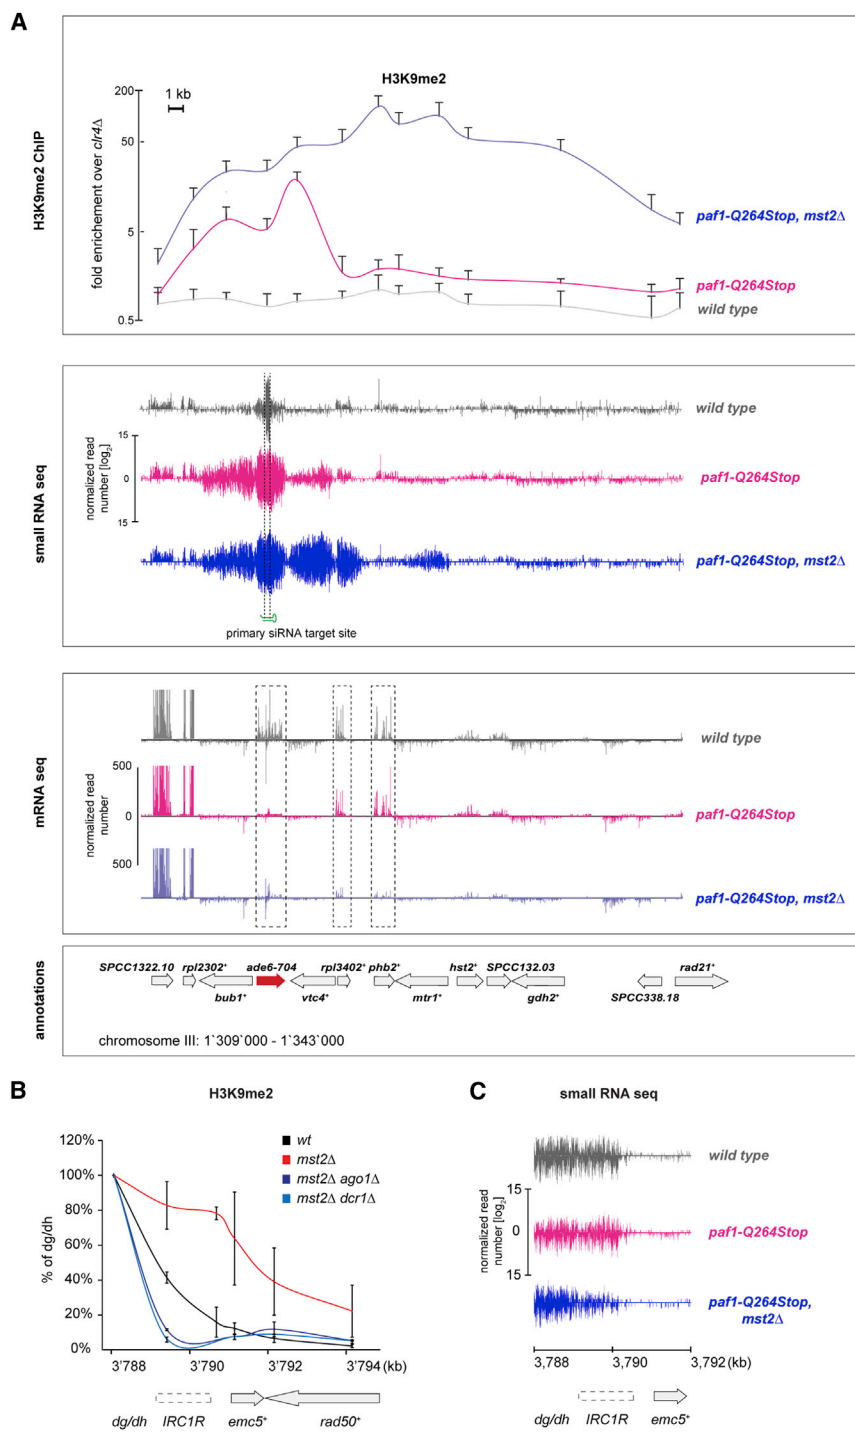 A
H3K9me2 ChIP
H3K9me2
fold enrichement over clr4Δ
200
50
5
0.5
1 kb
paf1-Q264Stop, mst2Δ
paf1-Q264Stop
wild type
small RNA seq
normalized read
number [log2]
15
0
15
wild type
paf1-Q264Stop
paf1-Q264Stop, mst2Δ
primary siRNA target site
mRNA seq
normalized read
number
500
0
500
wild type
paf1-Q264Stop
paf1-Q264Stop, mst2Δ
annotations
SPCC1322.10 rpl2302+ ade6-704 rpl3402+ phb2+ hst2+ SPCC132.03 rad21+
bub1+ vtc4+ mtr1+ gdh2+ SPCC338.18
chromosome III: 1`309`000 - 1`343`000
B
H3K9me2
% of dg/dh
120%
100%
80%
60%
40%
20%
0%
wt
mst2Δ
mst2Δ ago1Δ
mst2Δ dcr1Δ
3'788 3'790 3'792 3'794 (kb)
dg/dh IRC1R emc5+ rad50+
C
small RNA seq
normalized read
number [log2]
15
0
15
wild type
paf1-Q264Stop
paf1-Q264Stop,
mst2Δ
3,788 3,790 3,792 (kb)
dg/dh IRC1R emc5+